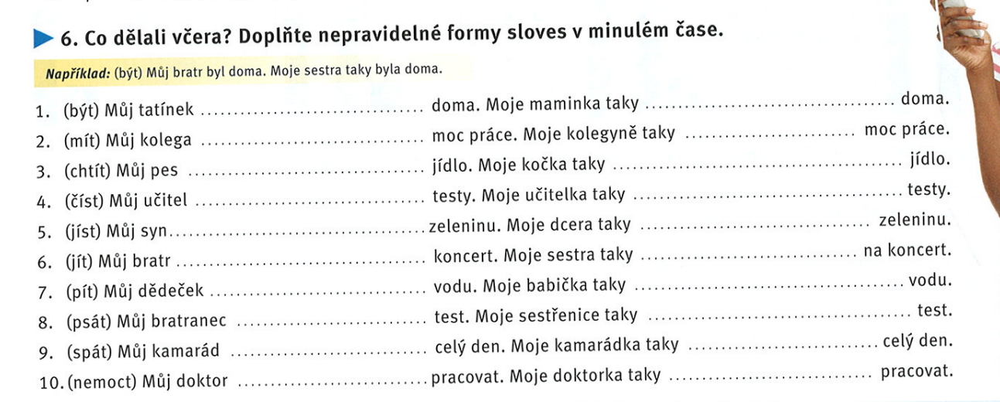 6. Co dělali včera? Doplňte nepravidelné formy sloves v minulém čase.
Například: (být) Můj bratr byl doma. Moje sestra taky byla doma.
1. (být) Můj tatínek ................................ doma. Moje maminka taky .................................... doma.
2. (mít) Můj kolega ................................ moc práce. Moje kolegyně taky ........................ moc práce.
3. (chtít) Můj pes .................................. jídlo. Moje kočka taky .......................................... jídlo.
4. (číst) Můj učitel ................................. testy. Moje učitelka taky ....................................... testy.
5. (jíst) Můj syn..................................... zeleninu. Moje dcera taky ................................. zeleninu.
6. (jít) Můj bratr .................................... koncert. Moje sestra taky ............................... na koncert.
7. (pít) Můj dědeček ............................... vodu. Moje babička taky ....................................... vodu.
8. (psát) Můj bratranec ........................... test. Moje sestřenice taky ...................................... test.
9. (spát) Můj kamarád ............................ celý den. Moje kamarádka taky ........................... celý den.
10. (nemoct) Můj doktor ........................... pracovat. Moje doktorka taky ............................. pracovat.